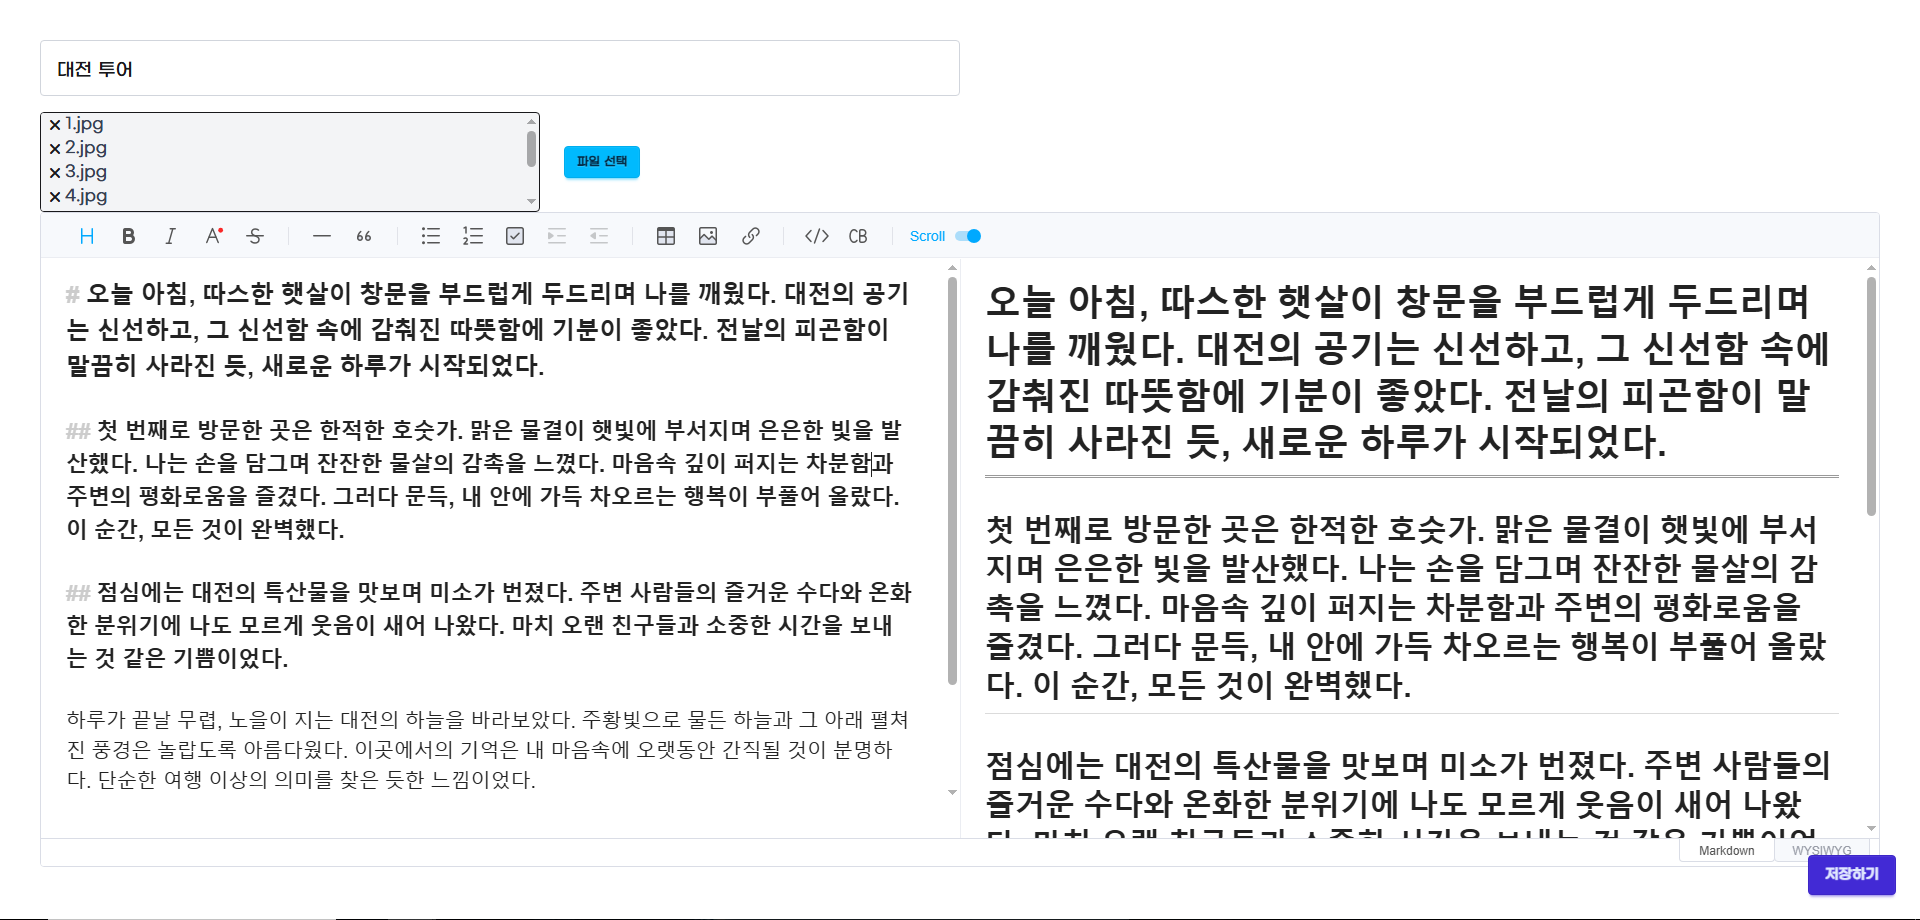 대전 투어
× 1.jpg
× 2.jpg
× 3.jpg
× 4.jpg
파일 선택
H B I A S — 66 </> CB Scroll
# 오늘 아침, 따스한 햇살이 창문을 부드럽게 두드리며 나를 깨웠다. 대전의 공기
는 신선하고, 그 신선함 속에 감춰진 따뜻함에 기분이 좋았다. 전날의 피곤함이
말끔히 사라진 듯, 새로운 하루가 시작되었다.
## 첫 번째로 방문한 곳은 한적한 호숫가. 맑은 물결이 햇빛에 부서지며 은은한 빛을 발
산했다. 나는 손을 담그며 잔잔한 물살의 감촉을 느꼈다. 마음속 깊이 퍼지는 차분함과
주변의 평화로움을 즐겼다. 그러다 문득, 내 안에 가득 차오르는 행복이 부풀어 올랐다.
이 순간, 모든 것이 완벽했다.
## 점심에는 대전의 특산물을 맛보며 미소가 번졌다. 주변 사람들의 즐거운 수다와 온화
한 분위기에 나도 모르게 웃음이 새어 나왔다. 마치 오랜 친구들과 소중한 시간을 보내
는 것 같은 기쁨이었다.
하루가 끝날 무렵, 노을이 지는 대전의 하늘을 바라보았다. 주황빛으로 물든 하늘과 그 아래 펼쳐
진 풍경은 놀랍도록 아름다웠다. 이곳에서의 기억은 내 마음속에 오랫동안 간직될 것이 분명하
다. 단순한 여행 이상의 의미를 찾은 듯한 느낌이었다.
오늘 아침, 따스한 햇살이 창문을 부드럽게 두드리며
나를 깨웠다. 대전의 공기는 신선하고, 그 신선함 속에
감춰진 따뜻함에 기분이 좋았다. 전날의 피곤함이 말
끔히 사라진 듯, 새로운 하루가 시작되었다.
첫 번째로 방문한 곳은 한적한 호숫가. 맑은 물결이 햇빛에 부서
지며 은은한 빛을 발산했다. 나는 손을 담그며 잔잔한 물살의 감
촉을 느꼈다. 마음속 깊이 퍼지는 차분함과 주변의 평화로움을
즐겼다. 그러다 문득, 내 안에 가득 차오르는 행복이 부풀어 올랐
다. 이 순간, 모든 것이 완벽했다.
점심에는 대전의 특산물을 맛보며 미소가 번졌다. 주변 사람들의
즐거운 수다와 온화한 분위기에 나도 모르게 웃음이 새어 나왔
다. 마치 오랜 친구들과 소중한 시간을 보내는 것 같은 기쁨이었
Markdown WYSIWYG
저장하기